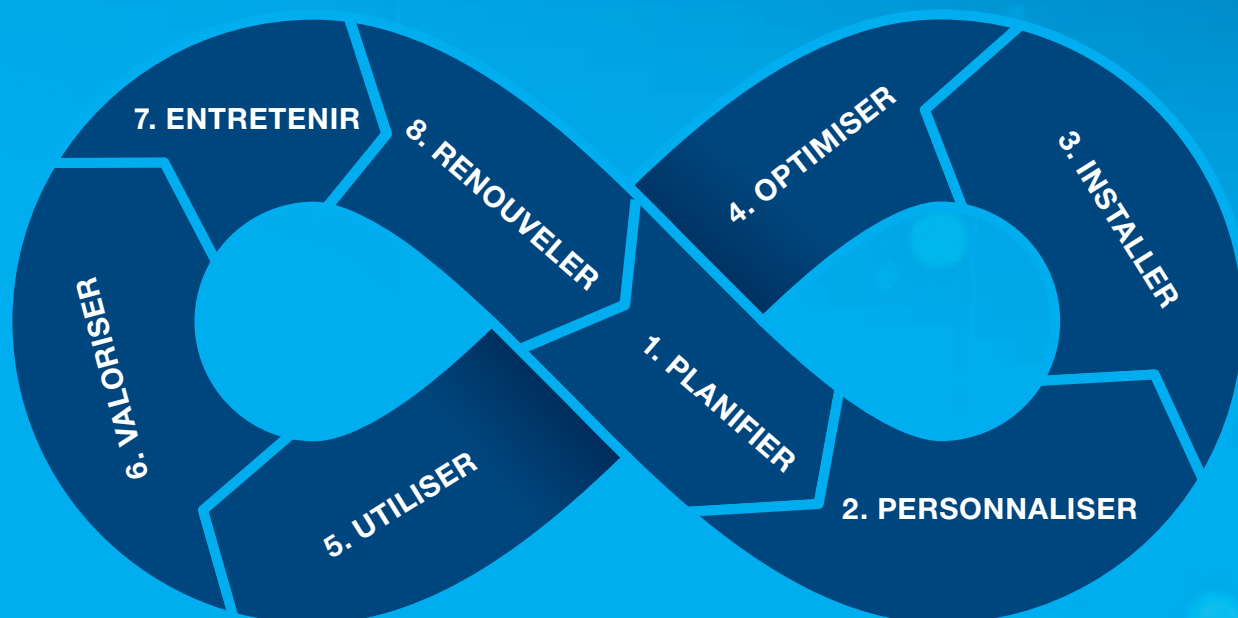 1. PLANIFIER
2. PERSONNALISER
3. INSTALLER
4. OPTIMISER
5. UTILISER
6. VALORISER
7. ENTRETENIR
8. RENOUVELER